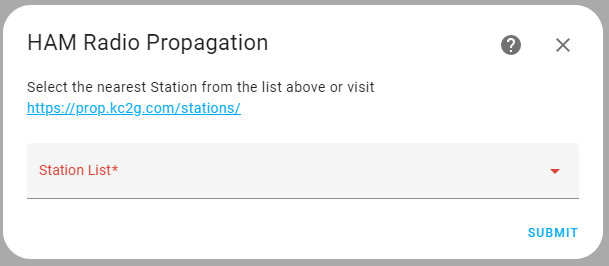 HAM Radio Propagation
Select the nearest Station from the list above or visit
https://prop.kc2g.com/stations/
Station List*
SUBMIT